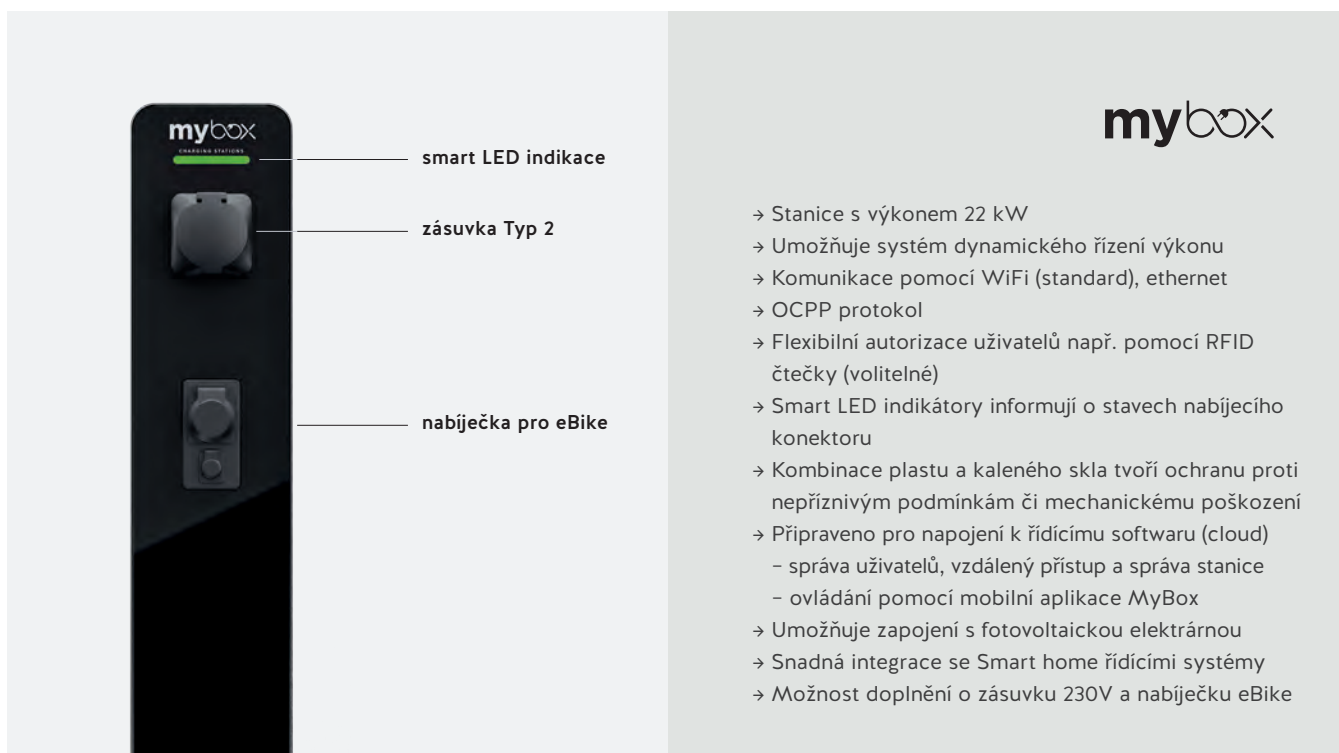 mybox
CHARGING STATIONS
smart LED indikace
zásuvka Typ 2
nabíječka pro eBike
mybox
→ Stanice s výkonem 22 kW
→ Umožňuje systém dynamického řízení výkonu
→ Komunikace pomocí WiFi (standard), ethernet
→ OCPP protokol
→ Flexibilní autorizace uživatelů např. pomocí RFID
čtečky (volitelné)
→ Smart LED indikátory informují o stavech nabíjecího
konektoru
→ Kombinace plastu a kaleného skla tvoří ochranu proti
nepříznivým podmínkám či mechanickému poškození
→ Připraveno pro napojení k řídícímu softwaru (cloud)
– správa uživatelů, vzdálený přístup a správa stanice
– ovládání pomocí mobilní aplikace MyBox
→ Umožňuje zapojení s fotovoltaickou elektrárnou
→ Snadná integrace se Smart home řídícími systémy
→ Možnost doplnění o zásuvku 230V a nabíječku eBike